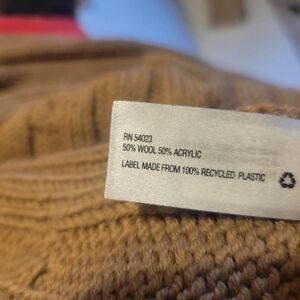 RN 54023
50% WOOL 50% ACRYLIC
LABEL MADE FROM 100% RECYCLED PLASTIC